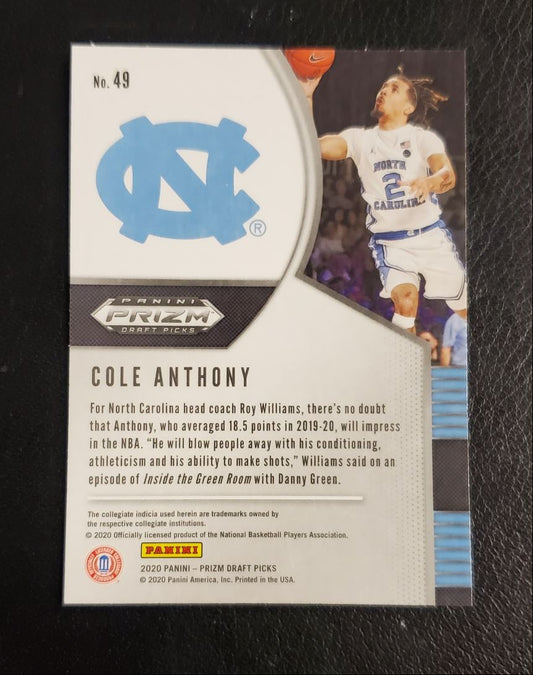 No. 49
NC
®
NORTH
2
CAROLINA
PANINI
PRIZM
DRAFT PICKS
COLE ANTHONY
For North Carolina head coach Roy Williams, there's no doubt
that Anthony, who averaged 18.5 points in 2019-20, will impress
in the NBA. “He will blow people away with his conditioning,
athleticism and his ability to make shots,” Williams said on an
episode of Inside the Green Room with Danny Green.
The collegiate indicia used herein are trademarks owned by
the respective collegiate institutions.
© 2020 Officially licensed product of the National Basketball Players Association.
PANINI
2020 PANINI – PRIZM DRAFT PICKS
© 2020 Panini America, Inc. Printed in the USA.